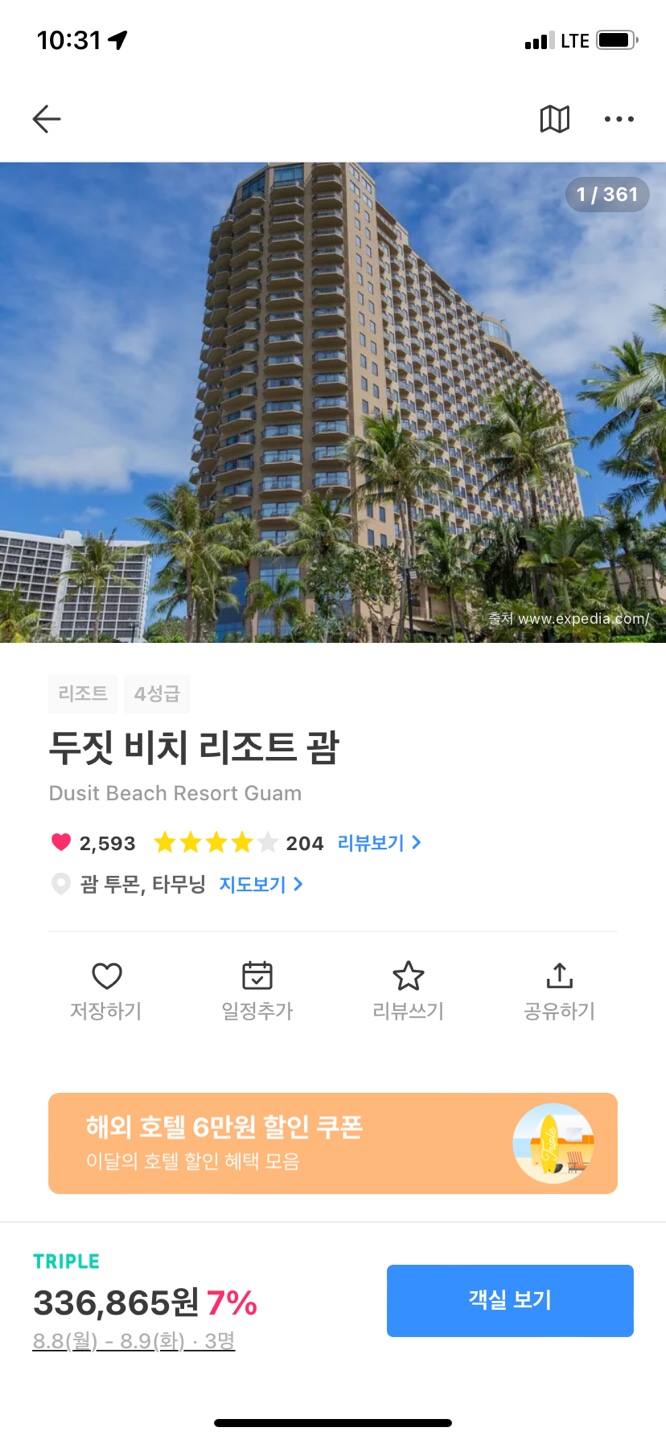 10:31
LTE
1 / 361
출처 www.expedia.com/
리조트 4성급
두짓 비치 리조트 괌
Dusit Beach Resort Guam
2,593 204 리뷰보기
괌 투몬, 타무닝 지도보기
저장하기 일정추가 리뷰쓰기 공유하기
해외 호텔 6만원 할인 쿠폰
이달의 호텔 할인 혜택 모음
Triple
TRIPLE
336,865원 7%
8.8(월) - 8.9(화) · 3명
객실 보기